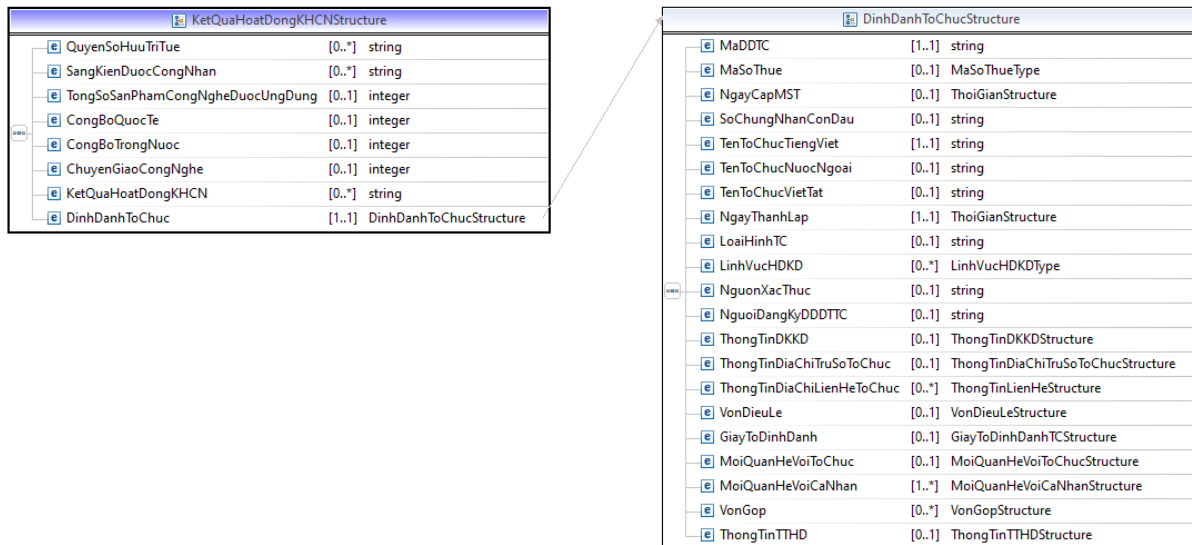 KetQuaHoatDongKHCNStructure
QuyenSoHuuTriTue [0..*] string
SangKienDuocCongNhan [0..*] string
TongSoSanPhamCongNgheDuocUngDung [0..1] integer
CongBoQuocTe [0..1] integer
CongBoTrongNuoc [0..1] integer
ChuyenGiaoCongNghe [0..1] integer
KetQuaHoatDongKHCN [0..*] string
DinhDanhToChuc [1..1] DinhDanhToChucStructure
DinhDanhToChucStructure
MaDDTC [1..1] string
MaSoThue [0..1] MaSoThueType
NgayCapMST [0..1] ThoiGianStructure
SoChungNhanConDau [0..1] string
TenToChucTiengViet [1..1] string
TenToChucNuocNgoai [0..1] string
TenToChucVietTat [0..1] string
NgayThanhLap [1..1] ThoiGianStructure
LoaiHinhTC [0..1] string
LinhVucHDKD [0..*] LinhVucHDKDType
NguonXacThuc [0..1] string
NguoiDangKyDDDTTC [0..1] string
ThongTinDKKD [0..1] ThongTinDKKDStructure
ThongTinDiaChiTruSoToChuc [0..1] ThongTinDiaChiTruSoToChucStructure
ThongTinDiaChiLienHeToChuc [0..*] ThongTinLienHeStructure
VonDieuLe [0..1] VonDieuLeStructure
GiayToDinhDanh [0..1] GiayToDinhDanhTCStructure
MoiQuanHeVoiToChuc [0..1] MoiQuanHeVoiToChucStructure
MoiQuanHeVoiCaNhan [1..*] MoiQuanHeVoiCaNhanStructure
VonGop [0..*] VonGopStructure
ThongTinTTHD [0..1] ThongTinTTHDStructure